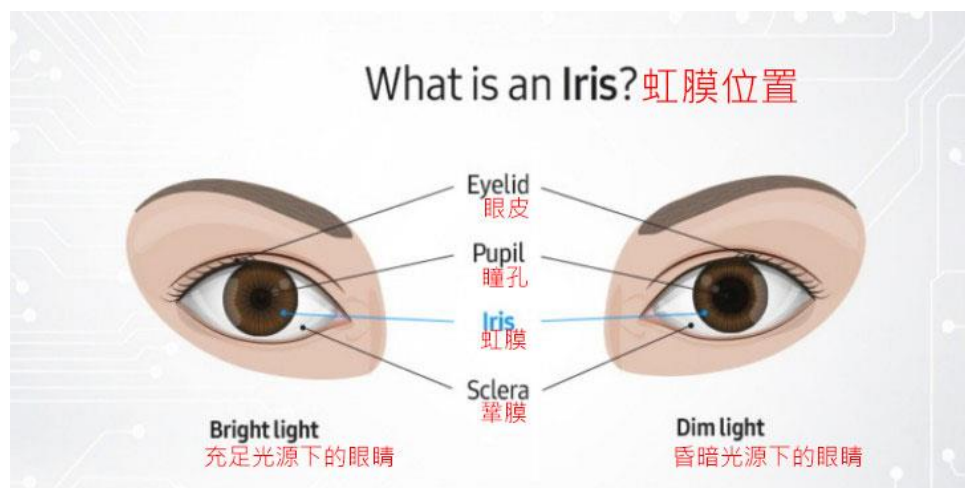 What is an Iris?虹膜位置
Eyelid
眼皮
Pupil
瞳孔
Iris
虹膜
Sclera
鞏膜
Bright light
充足光源下的眼睛
Dim light
昏暗光源下的眼睛